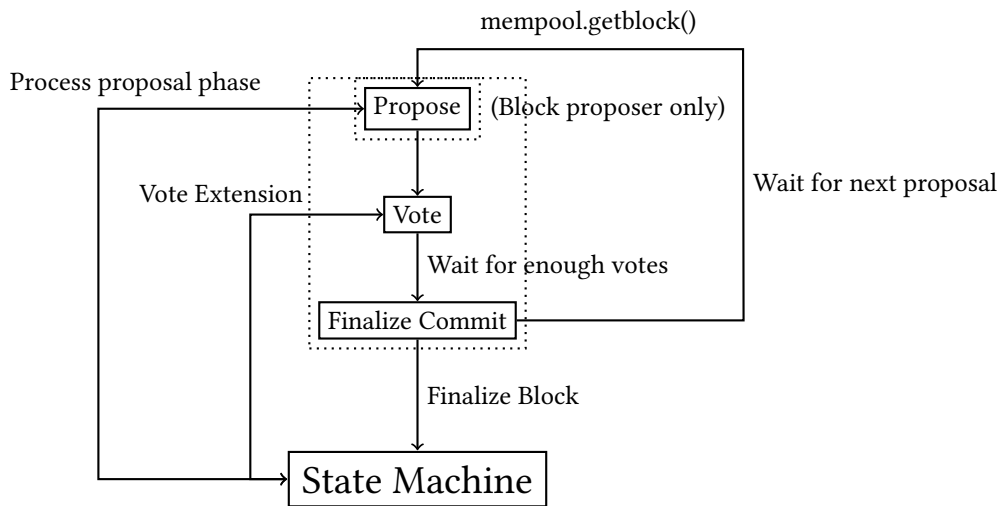 mempool.getblock()
Process proposal phase
Propose
(Block proposer only)
Wait for next proposal
Vote Extension
Vote
Wait for enough votes
Finalize Commit
Finalize Block
State Machine